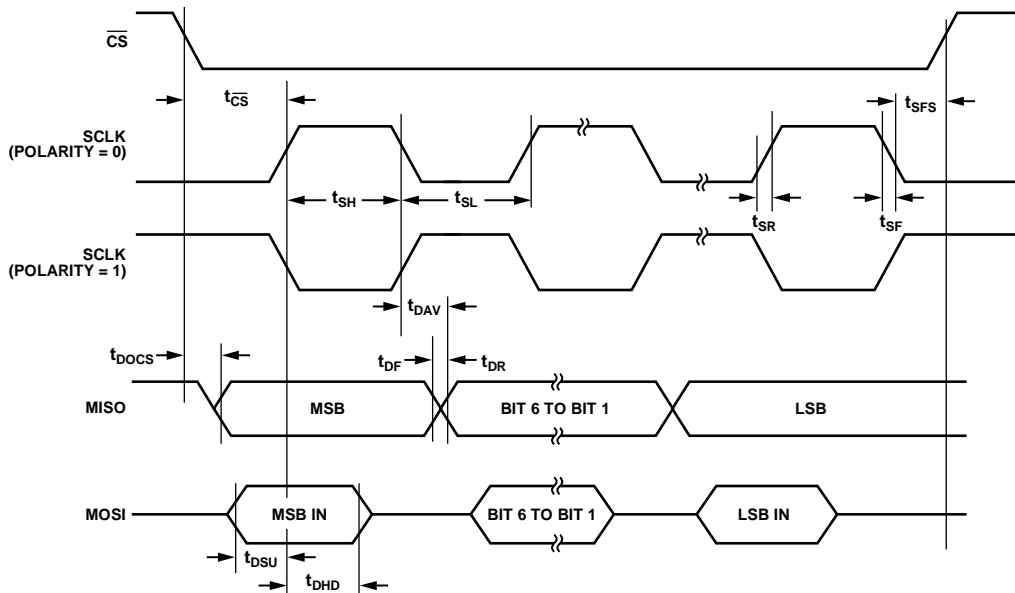 CS
tCS
tSFS
SCLK
(POLARITY = 0)
tSH
tSL
tSR
tSF
SCLK
(POLARITY = 1)
tDAV
tDOCS
tDF
tDR
MISO
MSB
BIT 6 TO BIT 1
LSB
MOSI
MSB IN
BIT 6 TO BIT 1
LSB IN
tDSU
tDHD